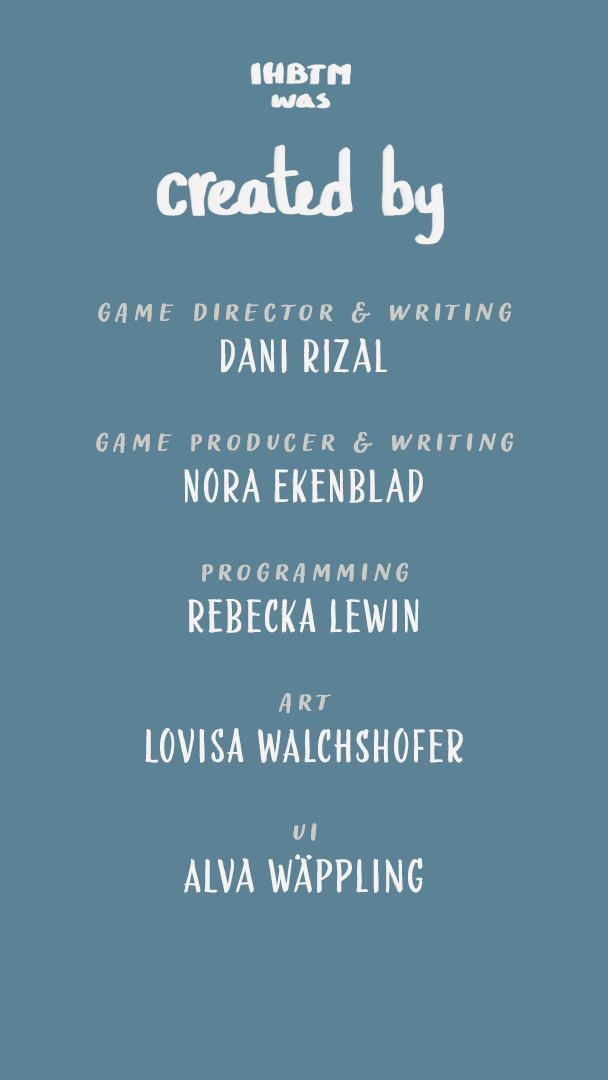 IHBTM
was
created by
GAME DIRECTOR & WRITING
DANI RIZAL
GAME PRODUCER & WRITING
NORA EKENBLAD
PROGRAMMING
REBECKA LEWIN
ART
LOVISA WALCHSHOFER
UI
ALVA WÄPPLING